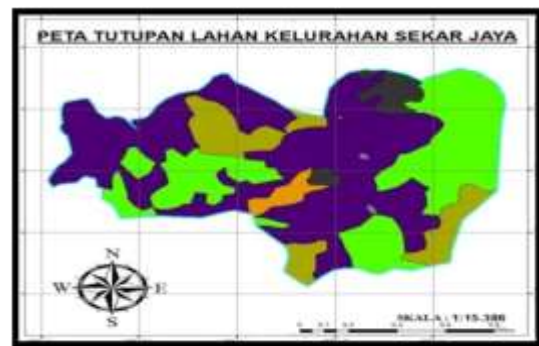 PETA TUTUPAN LAHAN KELURAHAN SEKAR JAYA
N
W E
S
SKALA : 1:15.386